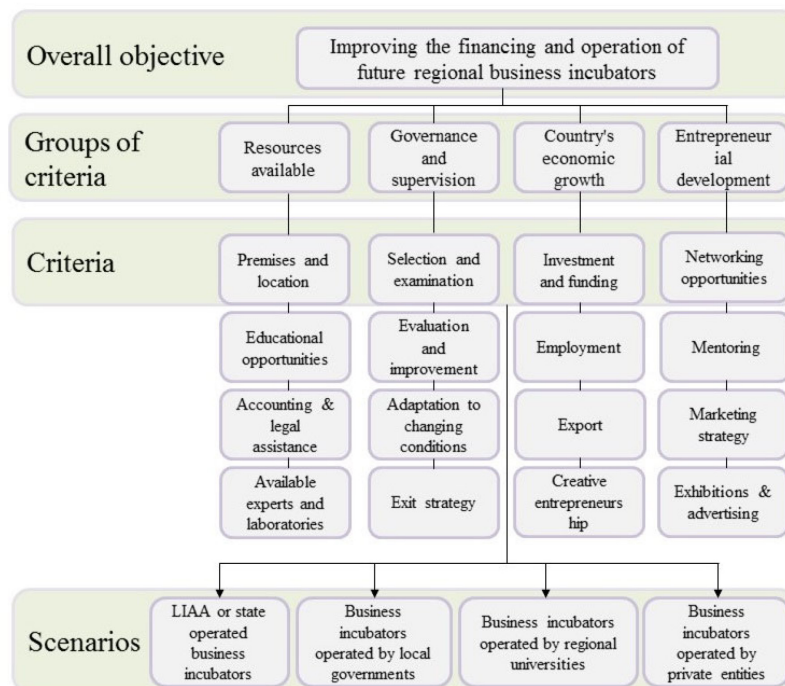 Overall objective
Improving the financing and operation of
future regional business incubators
Groups of
criteria
Resources
available
Governance
and
supervision
Country's
economic
growth
Entrepreneur
ial
development
Criteria
Premises and
location
Selection and
examination
Investment
and funding
Networking
opportunities
Educational
opportunities
Evaluation
and
improvement
Employment
Mentoring
Accounting &
legal
assistance
Adaptation to
changing
conditions
Export
Marketing
strategy
Available
experts and
laboratories
Exit strategy
Creative
entrepreneurs
hip
Exhibitions &
advertising
Scenarios
LIAA or state
operated
business
incubators
Business
incubators
operated by local
governments
Business incubators
operated by regional
universities
Business
incubators
operated by
private entities